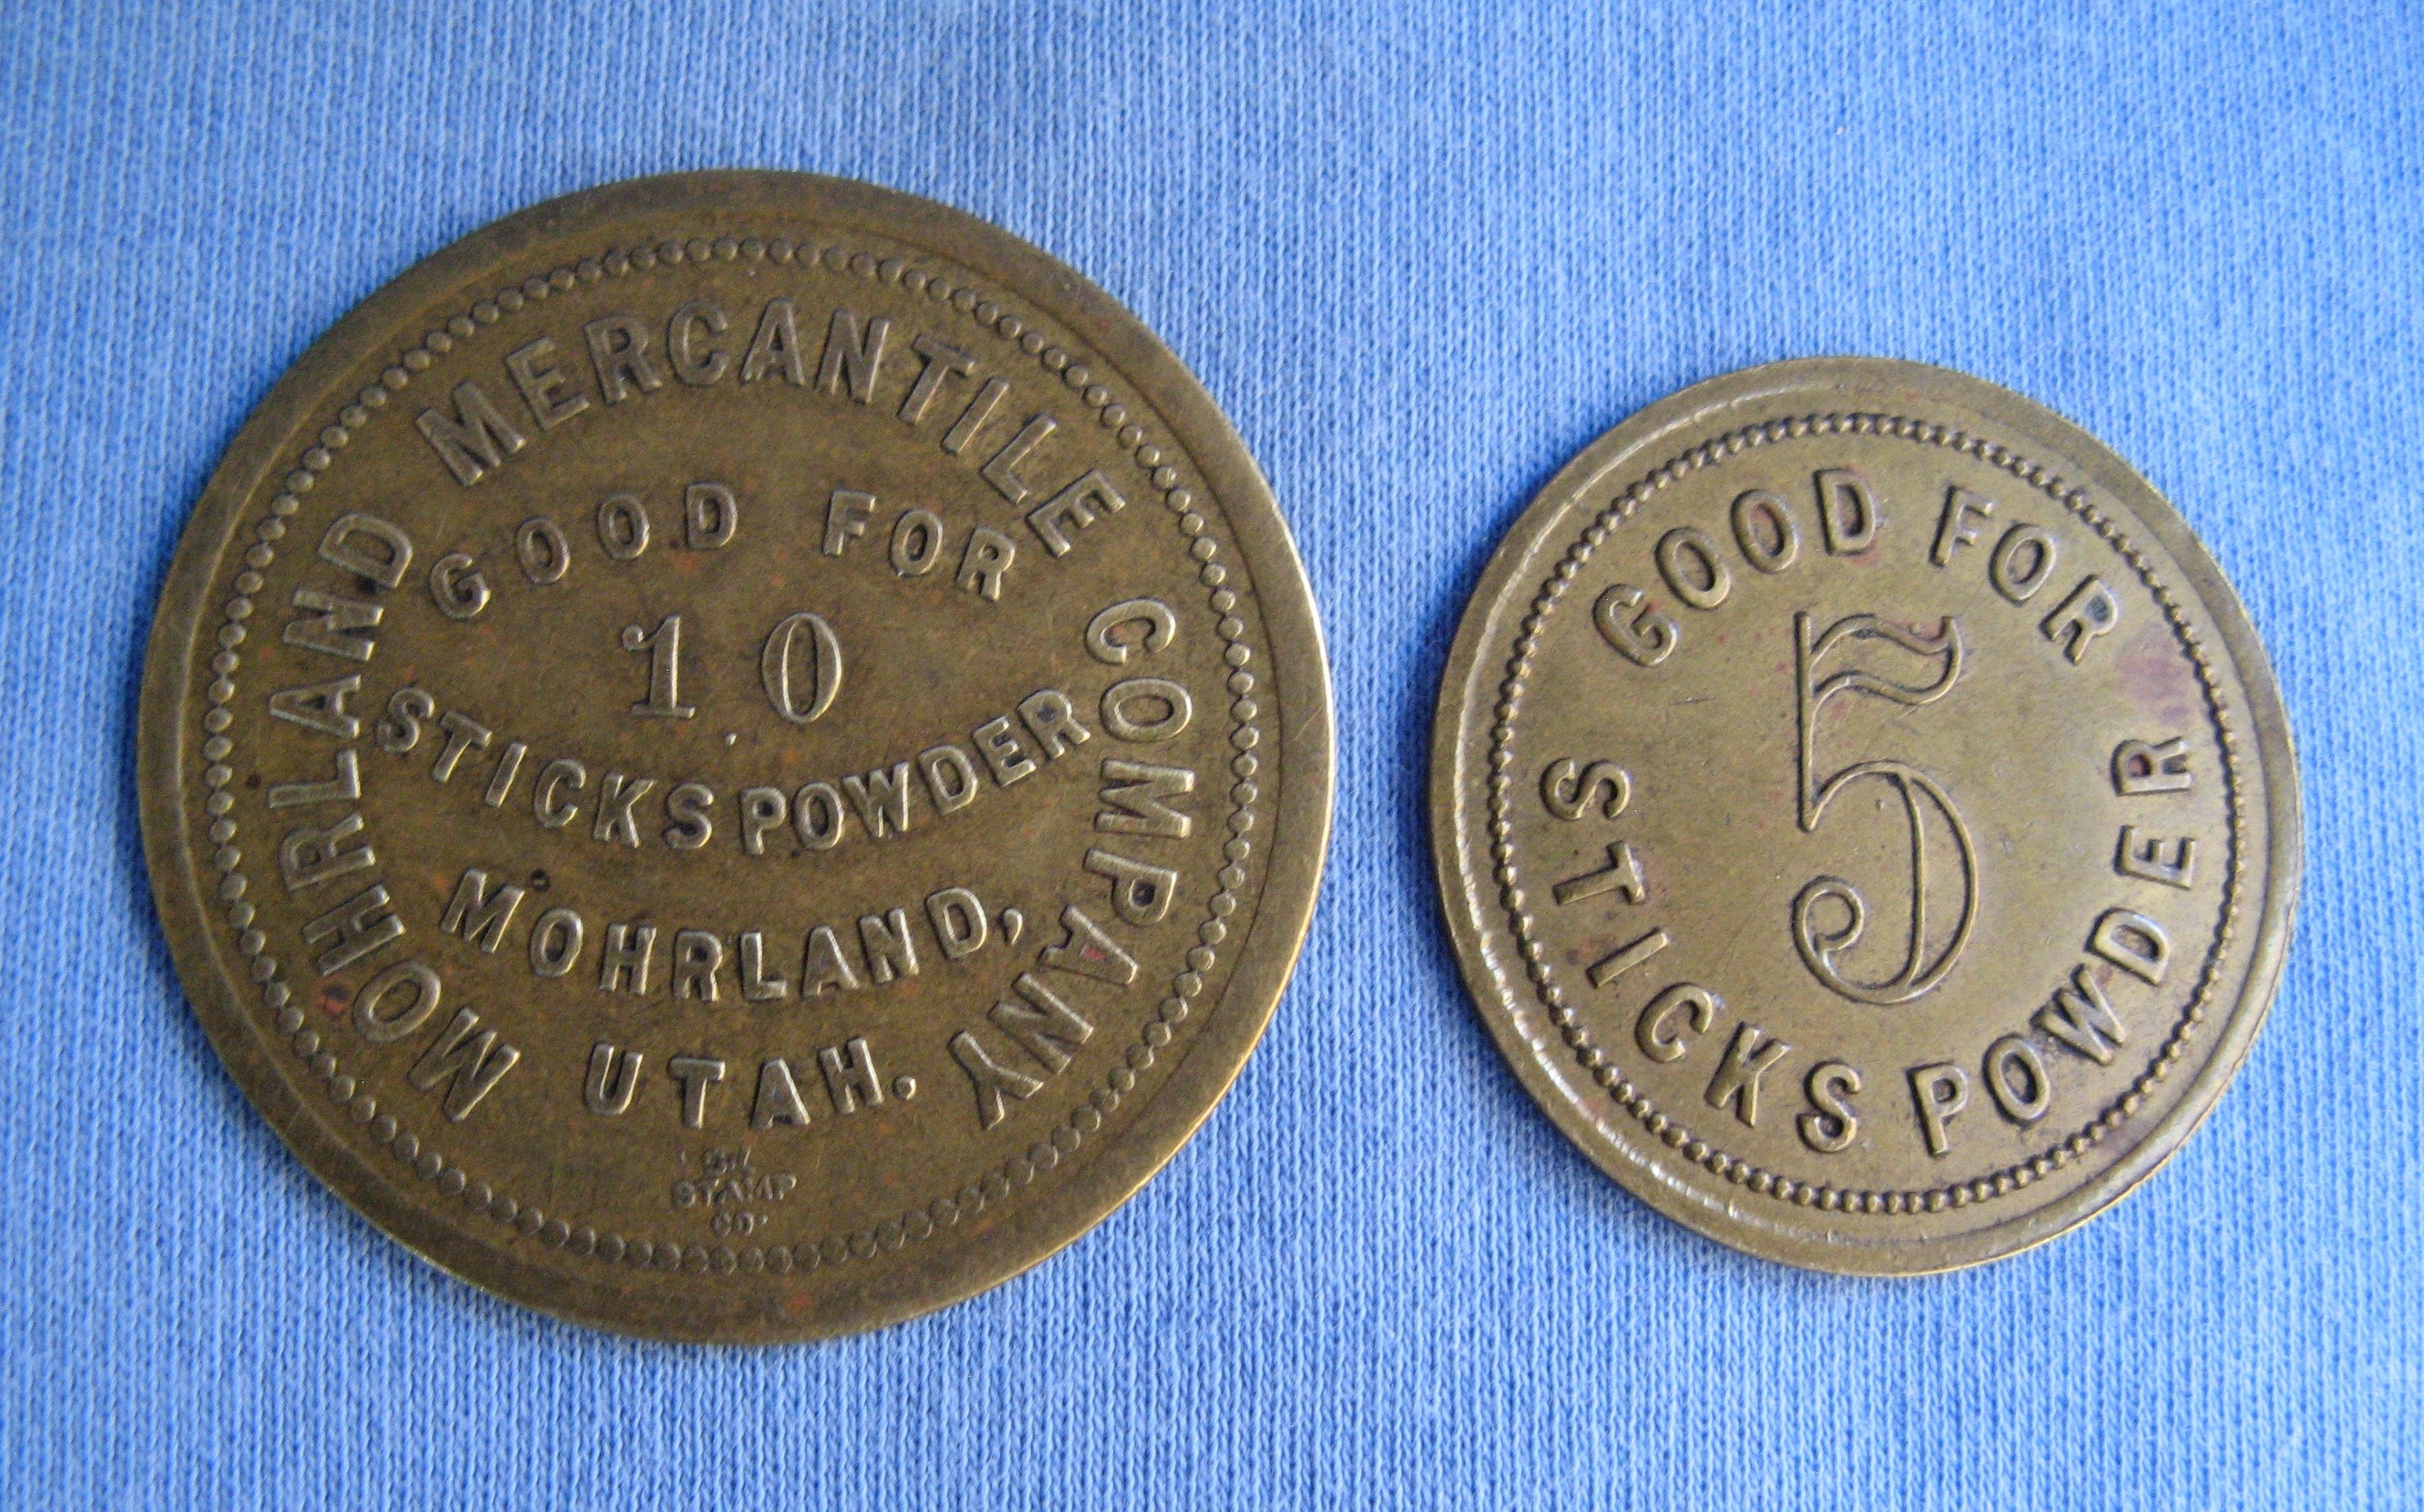 MOHRLAND MERCANTILE COMPANY
GOOD FOR
10
STICKS POWDER
MOHRLAND,
UTAH.
STAMP
CO.
GOOD FOR
5
STICKS POWDER